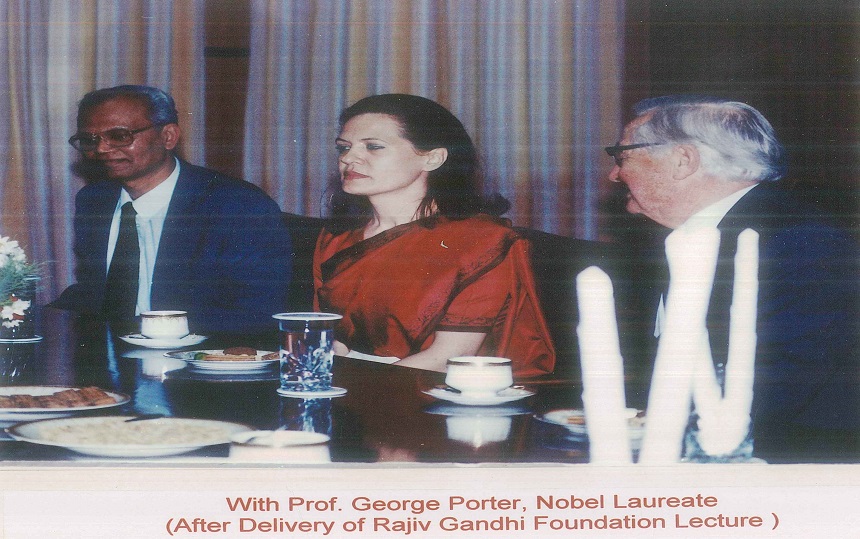 With Prof. George Porter, Nobel Laureate
(After Delivery of Rajiv Gandhi Foundation Lecture )